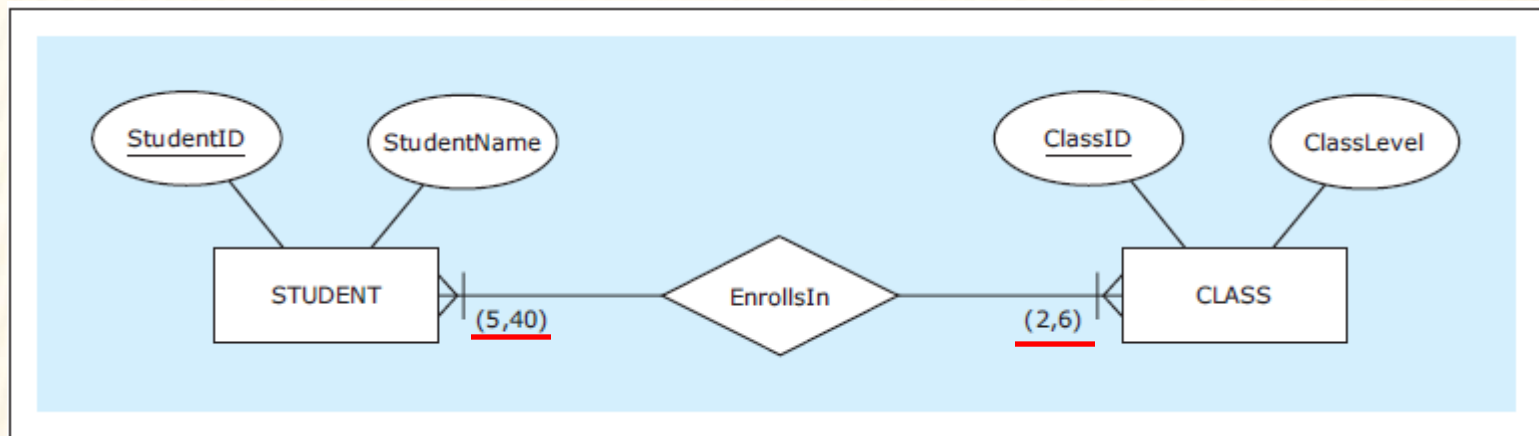 StudentID
StudentName
ClassID
ClassLevel
STUDENT
EnrollsIn
CLASS
(5,40)
(2,6)